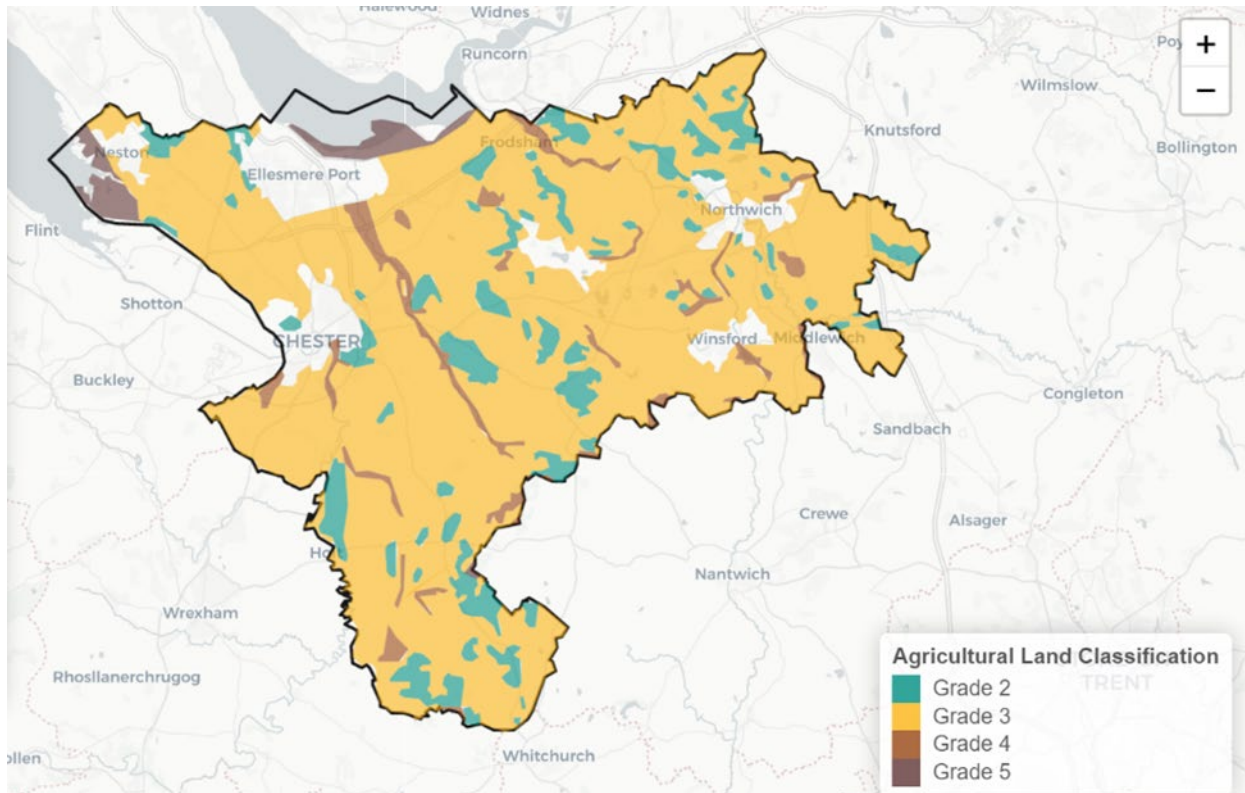 Halewood
Widnes
Runcorn
+
−
Wilmslow
Knutsford
Bollington
Frodsham
Neston
Ellesmere Port
Northwich
Flint
Shotton
CHESTER
Winsford
Middlewich
Buckley
Congleton
Sandbach
Crewe
Alsager
Holt
Nantwich
Wrexham
Rhosllanerchrugog
Whitchurch
Agricultural Land Classification
Grade 2
TRENT
Grade 3
Grade 4
Grade 5